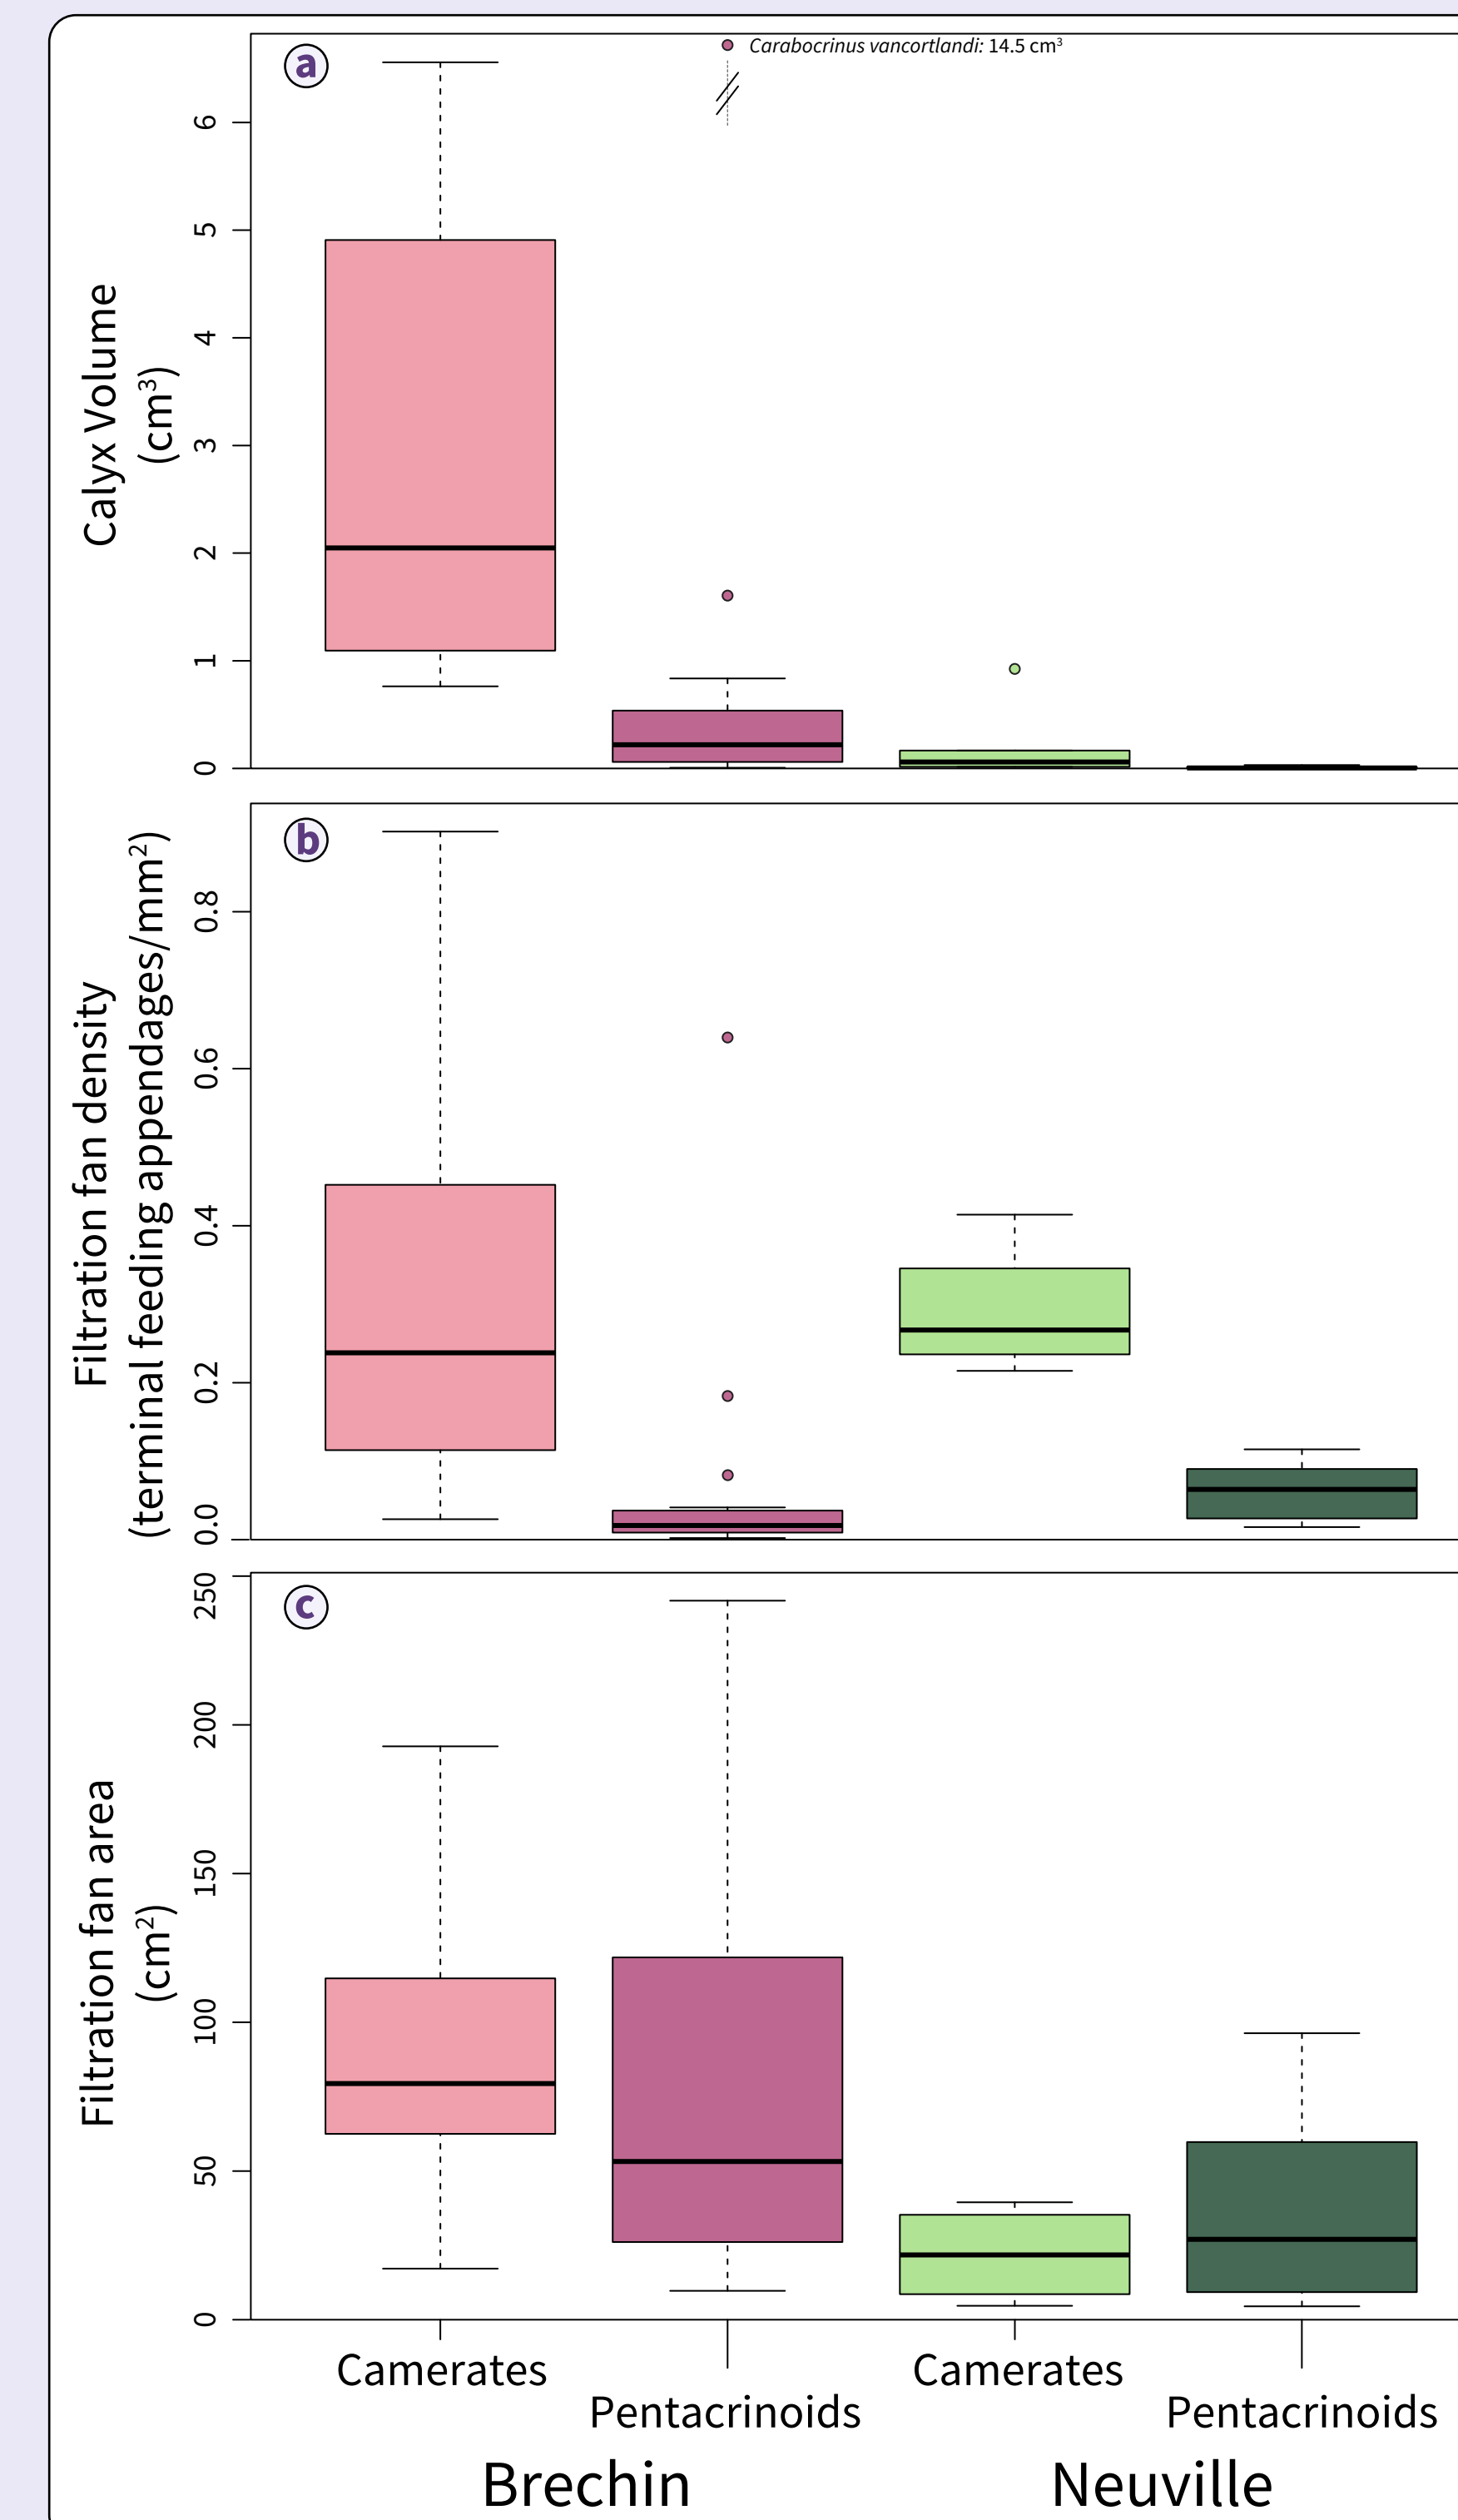 a
Carabocrinus vancortlandi: 14.5 cm³
Calyx Volume
(cm³)
6
5
4
3
2
1
0
b
Filtration fan density
(terminal feeding appendages/mm²)
0.8
0.6
0.4
0.2
0.0
c
Filtration fan area
(cm²)
250
200
150
100
50
0
Camerates
Pentacrinoids
Camerates
Pentacrinoids
Brechin
Neuville